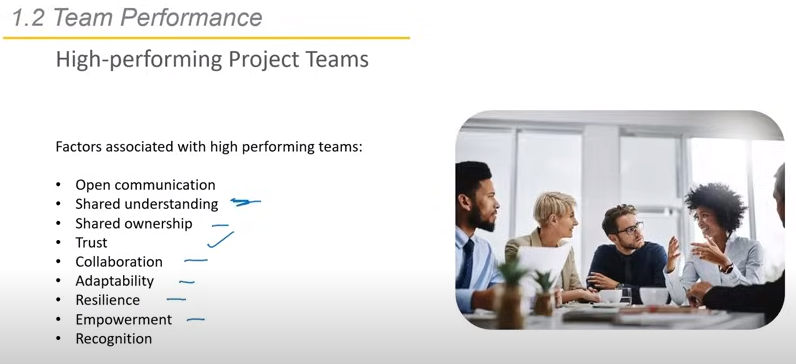 1.2 Team Performance
High-performing Project Teams
Factors associated with high performing teams:
• Open communication
• Shared understanding
• Shared ownership
• Trust
• Collaboration
• Adaptability
• Resilience
• Empowerment
• Recognition